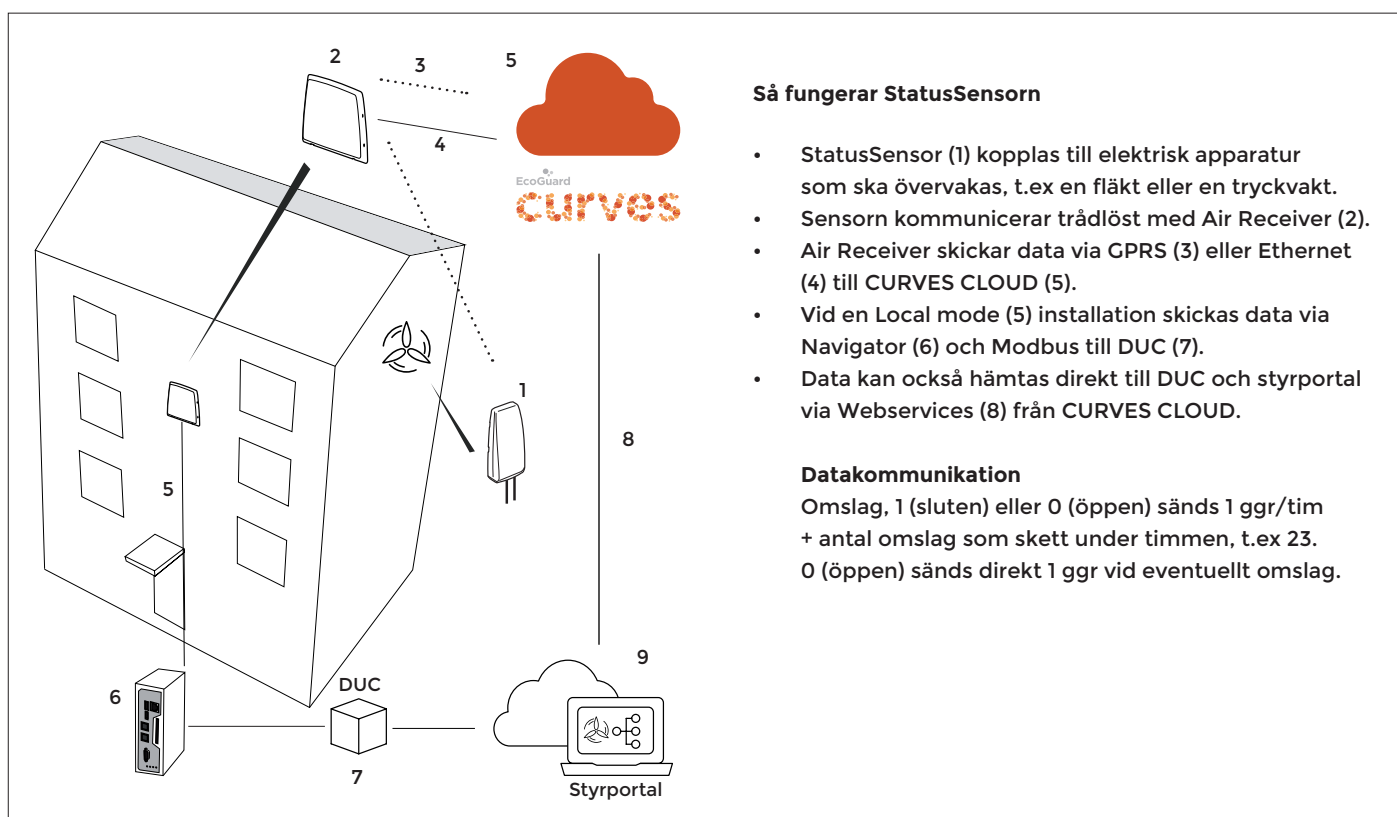 2
3
5
4
EcoGuard
curves
1
8
5
6
DUC
7
9
Styrportal
Så fungerar StatusSensorn
• StatusSensor (1) kopplas till elektrisk apparatur
som ska övervakas, t.ex en fläkt eller en tryckvakt.
• Sensorn kommunicerar trådlöst med Air Receiver (2).
• Air Receiver skickar data via GPRS (3) eller Ethernet
(4) till CURVES CLOUD (5).
• Vid en Local mode (5) installation skickas data via
Navigator (6) och Modbus till DUC (7).
• Data kan också hämtas direkt till DUC och styrportal
via Webservices (8) från CURVES CLOUD.
Datakommunikation
Omslag, 1 (sluten) eller 0 (öppen) sänds 1 ggr/tim
+ antal omslag som skett under timmen, t.ex 23.
0 (öppen) sänds direkt 1 ggr vid eventuellt omslag.